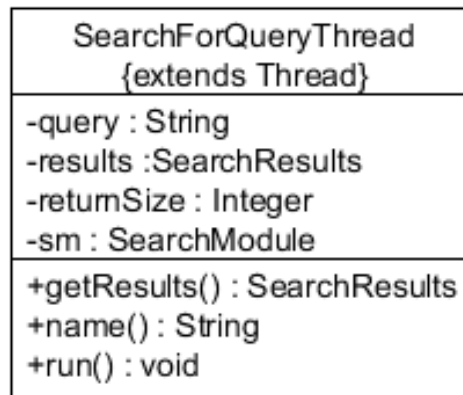 SearchForQueryThread
{extends Thread}
-query : String
-results :SearchResults
-returnSize : Integer
-sm : SearchModule
+getResults() : SearchResults
+name() : String
+run() : void